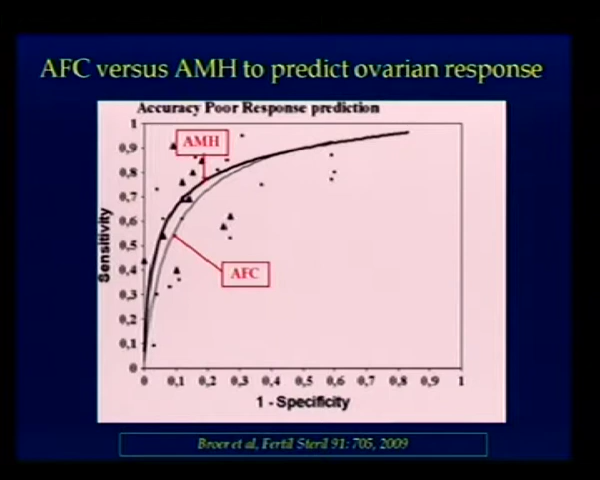 AFC versus AMH to predict ovarian response
Accuracy Poor Response prediction
1
0,9
0,8
0,7
0,6
0,5
0,4
0,3
0,2
0,1
0
Sensitivity
AMH
AFC
0 0,1 0,2 0,3 0,4 0,5 0,6 0,7 0,8 0,9 1
1 - Specificity
Broer et al, Fertil Steril 91: 705, 2009